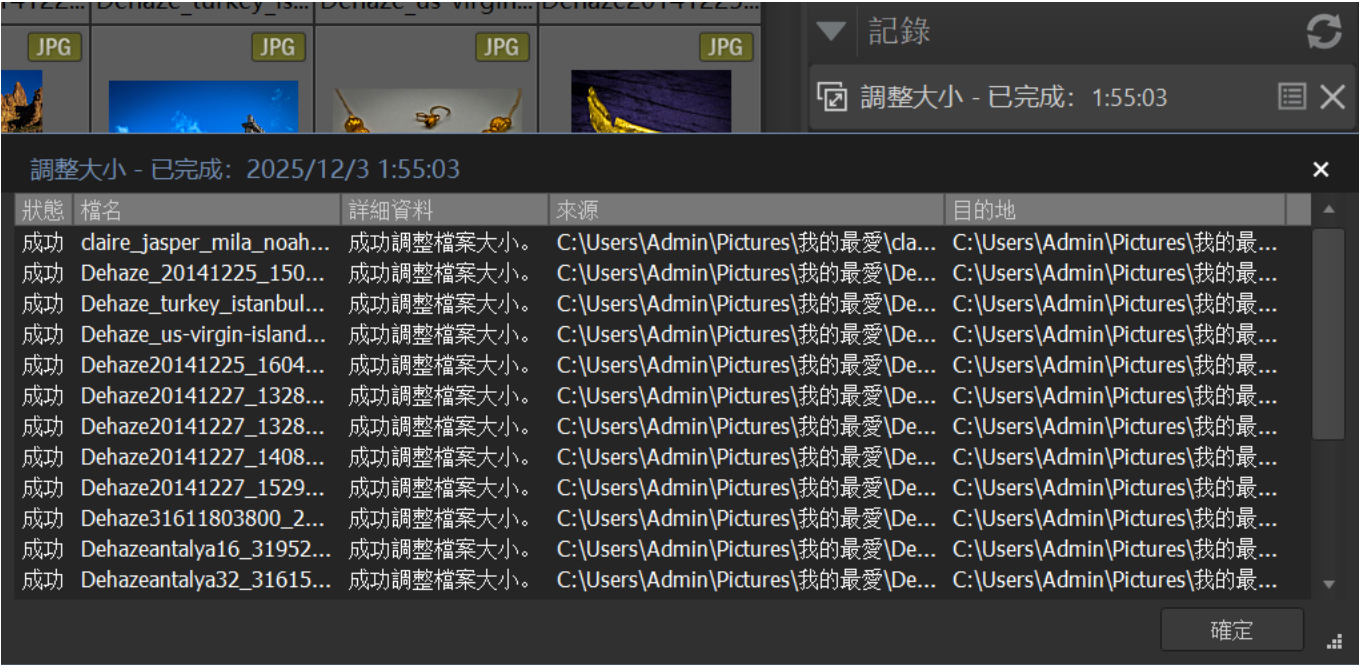 Dehaze_turkey_is... Dehaze_us-virgin... Dehaze20141225...
JPG JPG JPG JPG
記錄
調整大小 - 已完成：1:55:03
調整大小 - 已完成：2025/12/3 1:55:03
狀態 檔名 詳細資料 來源 目的地
成功 claire_jasper_mila_noah... 成功調整檔案大小。 C:\Users\Admin\Pictures\我的最愛\cla... C:\Users\Admin\Pictures\我的最...
成功 Dehaze_20141225_150... 成功調整檔案大小。 C:\Users\Admin\Pictures\我的最愛\De... C:\Users\Admin\Pictures\我的最...
成功 Dehaze_turkey_istanbul... 成功調整檔案大小。 C:\Users\Admin\Pictures\我的最愛\De... C:\Users\Admin\Pictures\我的最...
成功 Dehaze_us-virgin-island... 成功調整檔案大小。 C:\Users\Admin\Pictures\我的最愛\De... C:\Users\Admin\Pictures\我的最...
成功 Dehaze20141225_1604... 成功調整檔案大小。 C:\Users\Admin\Pictures\我的最愛\De... C:\Users\Admin\Pictures\我的最...
成功 Dehaze20141227_1328... 成功調整檔案大小。 C:\Users\Admin\Pictures\我的最愛\De... C:\Users\Admin\Pictures\我的最...
成功 Dehaze20141227_1328... 成功調整檔案大小。 C:\Users\Admin\Pictures\我的最愛\De... C:\Users\Admin\Pictures\我的最...
成功 Dehaze20141227_1408... 成功調整檔案大小。 C:\Users\Admin\Pictures\我的最愛\De... C:\Users\Admin\Pictures\我的最...
成功 Dehaze20141227_1529... 成功調整檔案大小。 C:\Users\Admin\Pictures\我的最愛\De... C:\Users\Admin\Pictures\我的最...
成功 Dehaze31611803800_2... 成功調整檔案大小。 C:\Users\Admin\Pictures\我的最愛\De... C:\Users\Admin\Pictures\我的最...
成功 Dehazeantalya16_31952... 成功調整檔案大小。 C:\Users\Admin\Pictures\我的最愛\De... C:\Users\Admin\Pictures\我的最...
成功 Dehazeantalya32_31615... 成功調整檔案大小。 C:\Users\Admin\Pictures\我的最愛\De... C:\Users\Admin\Pictures\我的最...
確定